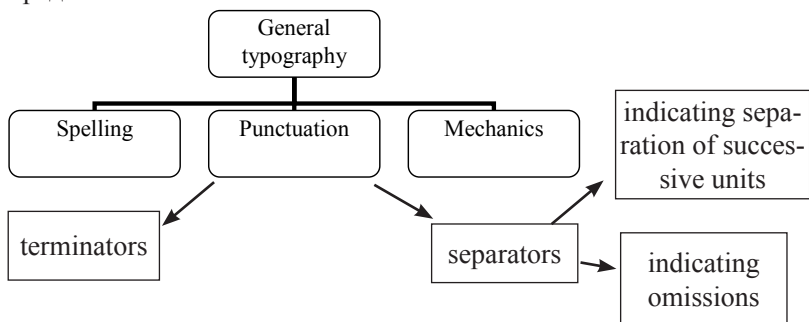 General
typography
Spelling
Punctuation
Mechanics
indicating sepa-
ration of succes-
sive units
terminators
separators
indicating
omissions